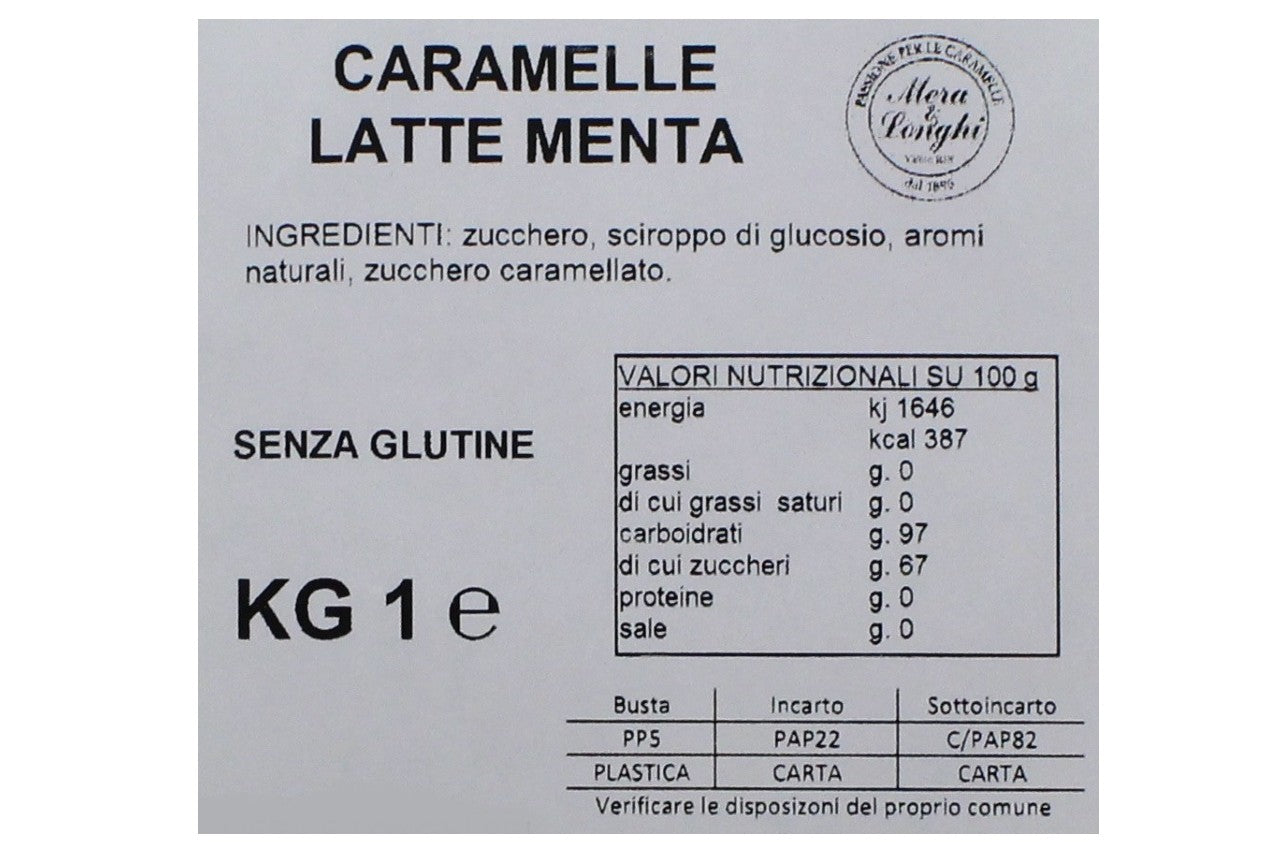 CARAMELLE
LATTE MENTA
PASSIONE PER LE CARAMELLE
Mera
&
Longhi
dal 1896
INGREDIENTI: zucchero, sciroppo di glucosio, aromi
naturali, zucchero caramellato.
SENZA GLUTINE
KG 1 ℮
VALORI NUTRIZIONALI SU 100 g
energia kj 1646
kcal 387
grassi g. 0
di cui grassi saturi g. 0
carboidrati g. 97
di cui zuccheri g. 67
proteine g. 0
sale g. 0
Busta Incarto Sottoincarto
PP5 PAP22 C/PAP82
PLASTICA CARTA CARTA
Verificare le disposizoni del proprio comune